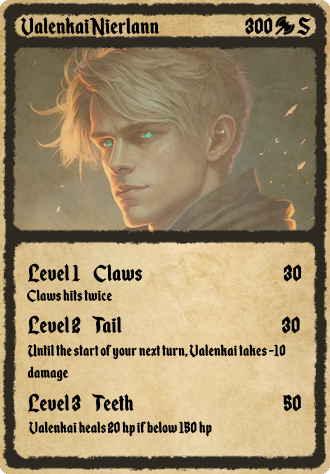 Valenkai Nierlann 300 S
Level 1 Claws 30
Claws hits twice
Level 2 Tail 30
Until the start of your next turn, Valenkai takes -10
damage
Level 3 Teeth 50
Valenkai heals 20 hp if below 150 hp